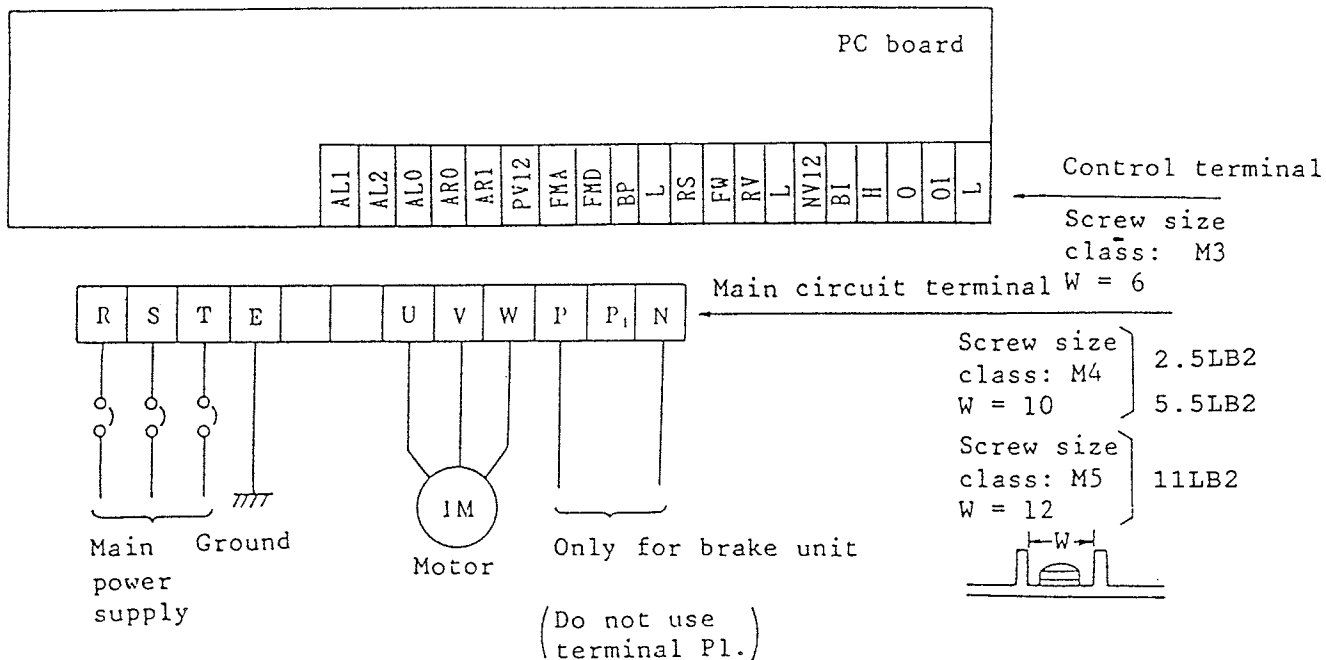 PC board
AL1 AL2 AL0 AR0 AR1 PV12 FMA FMD BP L RS FW RV L NV12 BI H O OI L
Control terminal
Screw size
class: M3
W = 6
Main circuit terminal
R S T E U V W P P1 N
Screw size
class: M4
W = 10
2.5LB2
5.5LB2
Screw size
class: M5
W = 12
11LB2
W
IM
Main
power
supply
Ground
Motor
Only for brake unit
(Do not use
terminal P1.)